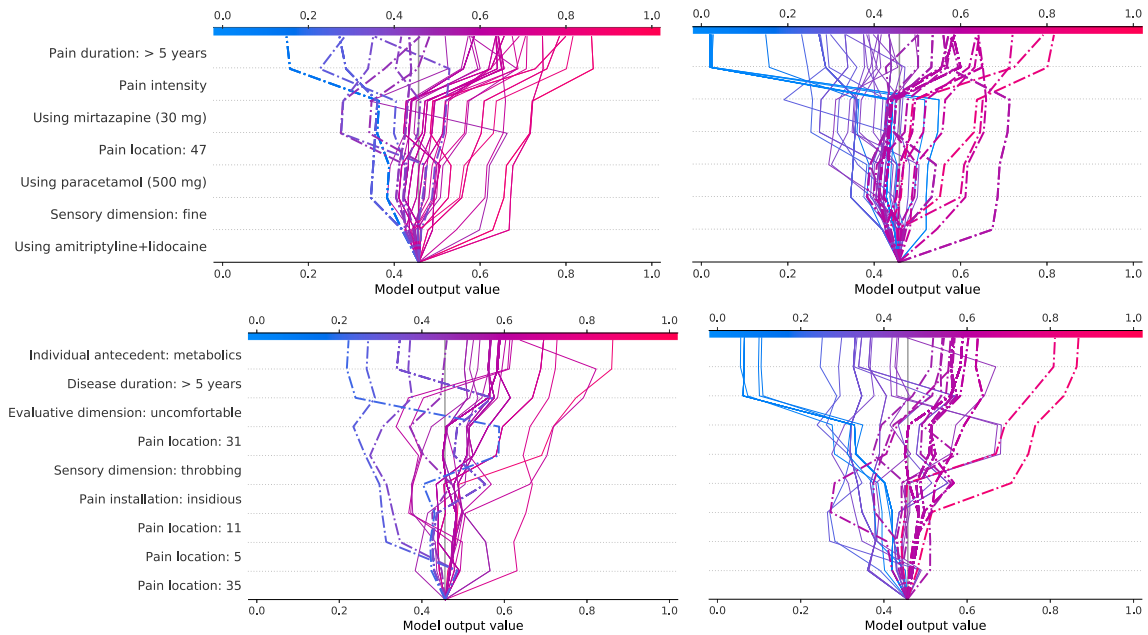 0.0 0.2 0.4 0.6 0.8 1.0
0.0 0.2 0.4 0.6 0.8 1.0
Pain duration: > 5 years
Pain intensity
Using mirtazapine (30 mg)
Pain location: 47
Using paracetamol (500 mg)
Sensory dimension: fine
Using amitriptyline+lidocaine
0.0 0.2 0.4 0.6 0.8 1.0
Model output value
0.0 0.2 0.4 0.6 0.8 1.0
Model output value
0.0 0.2 0.4 0.6 0.8 1.0
0.0 0.2 0.4 0.6 0.8 1.0
Individual antecedent: metabolics
Disease duration: > 5 years
Evaluative dimension: uncomfortable
Pain location: 31
Sensory dimension: throbbing
Pain installation: insidious
Pain location: 11
Pain location: 5
Pain location: 35
0.0 0.2 0.4 0.6 0.8 1.0
Model output value
0.0 0.2 0.4 0.6 0.8 1.0
Model output value